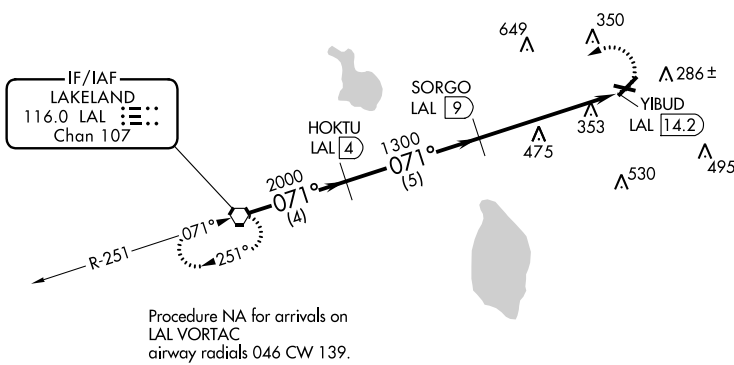 649
350
286 ±
IF/IAF
LAKELAND
116.0 LAL
Chan 107
SORGO
LAL 9
YIBUD
LAL 14.2
HOKTU
LAL 4
353
475
495
530
1300
071°
(5)
2000
071°
(4)
071°
251°
R-251
Procedure NA for arrivals on
LAL VORTAC
airway radials 046 CW 139.